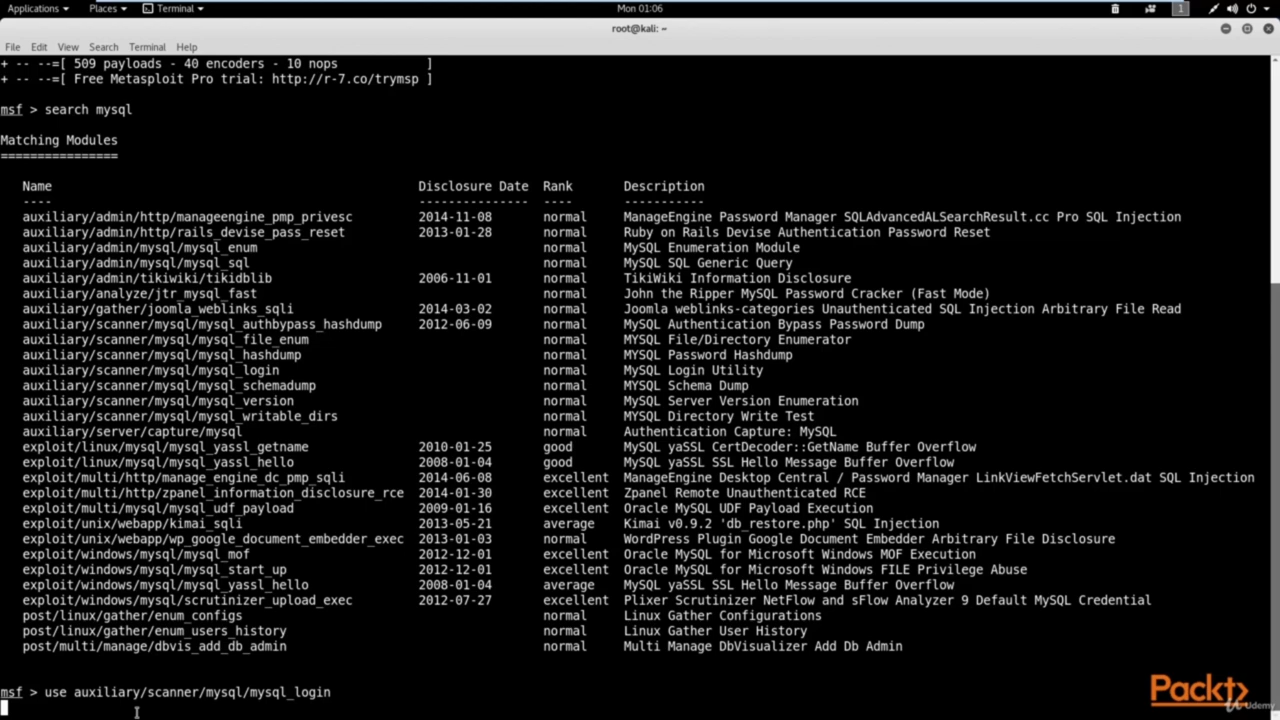 Applications Places Terminal Mon 01:06 1
root@kali: ~
File Edit View Search Terminal Help
+ -- --=[ 509 payloads - 40 encoders - 10 nops ]
+ -- --=[ Free Metasploit Pro trial: http://r-7.co/trymsp ]
msf > search mysql
Matching Modules
================
Name Disclosure Date Rank Description
---- --------------- ---- -----------
auxiliary/admin/http/manageengine_pmp_privesc 2014-11-08 normal ManageEngine Password Manager SQLAdvancedALSearchResult.cc Pro SQL Injection
auxiliary/admin/http/rails_devise_pass_reset 2013-01-28 normal Ruby on Rails Devise Authentication Password Reset
auxiliary/admin/mysql/mysql_enum normal MySQL Enumeration Module
auxiliary/admin/mysql/mysql_sql normal MySQL SQL Generic Query
auxiliary/admin/tikiwiki/tikidblib 2006-11-01 normal TikiWiki Information Disclosure
auxiliary/analyze/jtr_mysql_fast normal John the Ripper MySQL Password Cracker (Fast Mode)
auxiliary/gather/joomla_weblinks_sqli 2014-03-02 normal Joomla weblinks-categories Unauthenticated SQL Injection Arbitrary File Read
auxiliary/scanner/mysql/mysql_authbypass_hashdump 2012-06-09 normal MySQL Authentication Bypass Password Dump
auxiliary/scanner/mysql/mysql_file_enum normal MYSQL File/Directory Enumerator
auxiliary/scanner/mysql/mysql_hashdump normal MYSQL Password Hashdump
auxiliary/scanner/mysql/mysql_login normal MySQL Login Utility
auxiliary/scanner/mysql/mysql_schemadump normal MYSQL Schema Dump
auxiliary/scanner/mysql/mysql_version normal MySQL Server Version Enumeration
auxiliary/scanner/mysql/mysql_writable_dirs normal MYSQL Directory Write Test
auxiliary/server/capture/mysql normal Authentication Capture: MySQL
exploit/linux/mysql/mysql_yassl_getname 2010-01-25 good MySQL yaSSL CertDecoder::GetName Buffer Overflow
exploit/linux/mysql/mysql_yassl_hello 2008-01-04 good MySQL yaSSL SSL Hello Message Buffer Overflow
exploit/multi/http/manage_engine_dc_pmp_sqli 2014-06-08 excellent ManageEngine Desktop Central / Password Manager LinkViewFetchServlet.dat SQL Injection
exploit/multi/http/zpanel_information_disclosure_rce 2014-01-30 excellent Zpanel Remote Unauthenticated RCE
exploit/multi/mysql/mysql_udf_payload 2009-01-16 excellent Oracle MySQL UDF Payload Execution
exploit/unix/webapp/kimai_sqli 2013-05-21 average Kimai v0.9.2 'db_restore.php' SQL Injection
exploit/unix/webapp/wp_google_document_embedder_exec 2013-01-03 normal WordPress Plugin Google Document Embedder Arbitrary File Disclosure
exploit/windows/mysql/mysql_mof 2012-12-01 excellent Oracle MySQL for Microsoft Windows MOF Execution
exploit/windows/mysql/mysql_start_up 2012-12-01 excellent Oracle MySQL for Microsoft Windows FILE Privilege Abuse
exploit/windows/mysql/mysql_yassl_hello 2008-01-04 average MySQL yaSSL SSL Hello Message Buffer Overflow
exploit/windows/mysql/scrutinizer_upload_exec 2012-07-27 excellent Plixer Scrutinizer NetFlow and sFlow Analyzer 9 Default MySQL Credential
post/linux/gather/enum_configs normal Linux Gather Configurations
post/linux/gather/enum_users_history normal Linux Gather User History
post/multi/manage/dbvis_add_db_admin normal Multi Manage DbVisualizer Add Db Admin
msf > use auxiliary/scanner/mysql/mysql_login
Packt>
Udemy